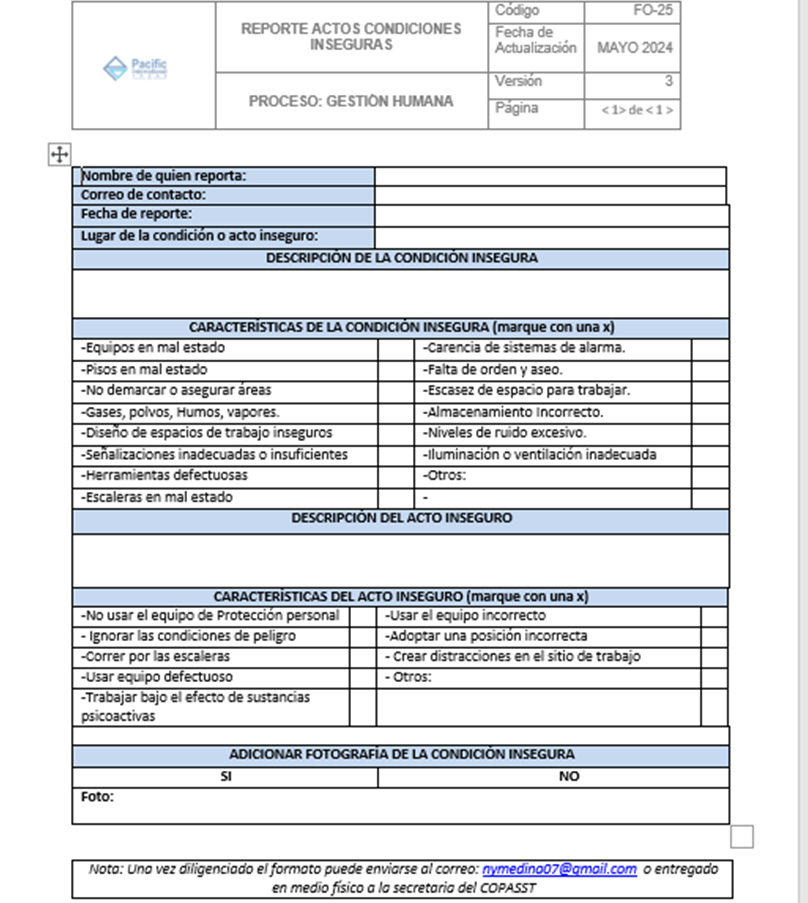 Pacific
International
REPORTE ACTOS CONDICIONES
INSEGURAS
PROCESO: GESTIÓN HUMANA
Código FO-25
Fecha de
Actualización MAYO 2024
Versión 3
Página < 1> de < 1 >
Nombre de quien reporta:
Correo de contacto:
Fecha de reporte:
Lugar de la condición o acto inseguro:
DESCRIPCIÓN DE LA CONDICIÓN INSEGURA
CARACTERÍSTICAS DE LA CONDICIÓN INSEGURA (marque con una x)
-Equipos en mal estado -Carencia de sistemas de alarma.
-Pisos en mal estado -Falta de orden y aseo.
-No demarcar o asegurar áreas -Escasez de espacio para trabajar.
-Gases, polvos, Humos, vapores. -Almacenamiento Incorrecto.
-Diseño de espacios de trabajo inseguros -Niveles de ruido excesivo.
-Señalizaciones inadecuadas o insuficientes -Iluminación o ventilación inadecuada
-Herramientas defectuosas -Otros:
-Escaleras en mal estado -
DESCRIPCIÓN DEL ACTO INSEGURO
CARACTERÍSTICAS DEL ACTO INSEGURO (marque con una x)
-No usar el equipo de Protección personal -Usar el equipo incorrecto
- Ignorar las condiciones de peligro -Adoptar una posición incorrecta
-Correr por las escaleras - Crear distracciones en el sitio de trabajo
-Usar equipo defectuoso - Otros:
-Trabajar bajo el efecto de sustancias
psicoactivas
ADICIONAR FOTOGRAFÍA DE LA CONDICIÓN INSEGURA
SI NO
Foto:
Nota: Una vez diligenciado el formato puede enviarse al correo: nymedina07@gmail.com o entregado
en medio físico a la secretaria del COPASST